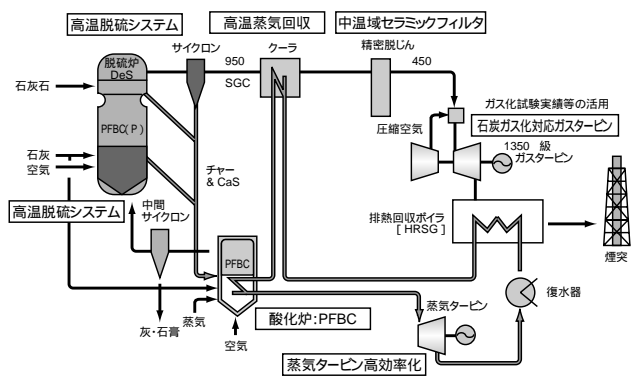 高温脱硫システム
高温蒸気回収
中温域セラミックフィルタ
サイクロン
クーラ
精密脱じん
脱硫炉
DeS
950
SGC
450
石灰石
ガス化試験実績等の活用
石炭ガス化対応ガスタービン
PFBC(P)
圧縮空気
1350 級
ガスタービン
石灰
空気
チャー
& CaS
中間
サイクロン
高温脱硫システム
排熱回収ボイラ
[ HRSG ]
煙突
PFBC
復水器
蒸気タービン
灰・石膏
蒸気
空気
酸化炉:PFBC
蒸気タービン高効率化